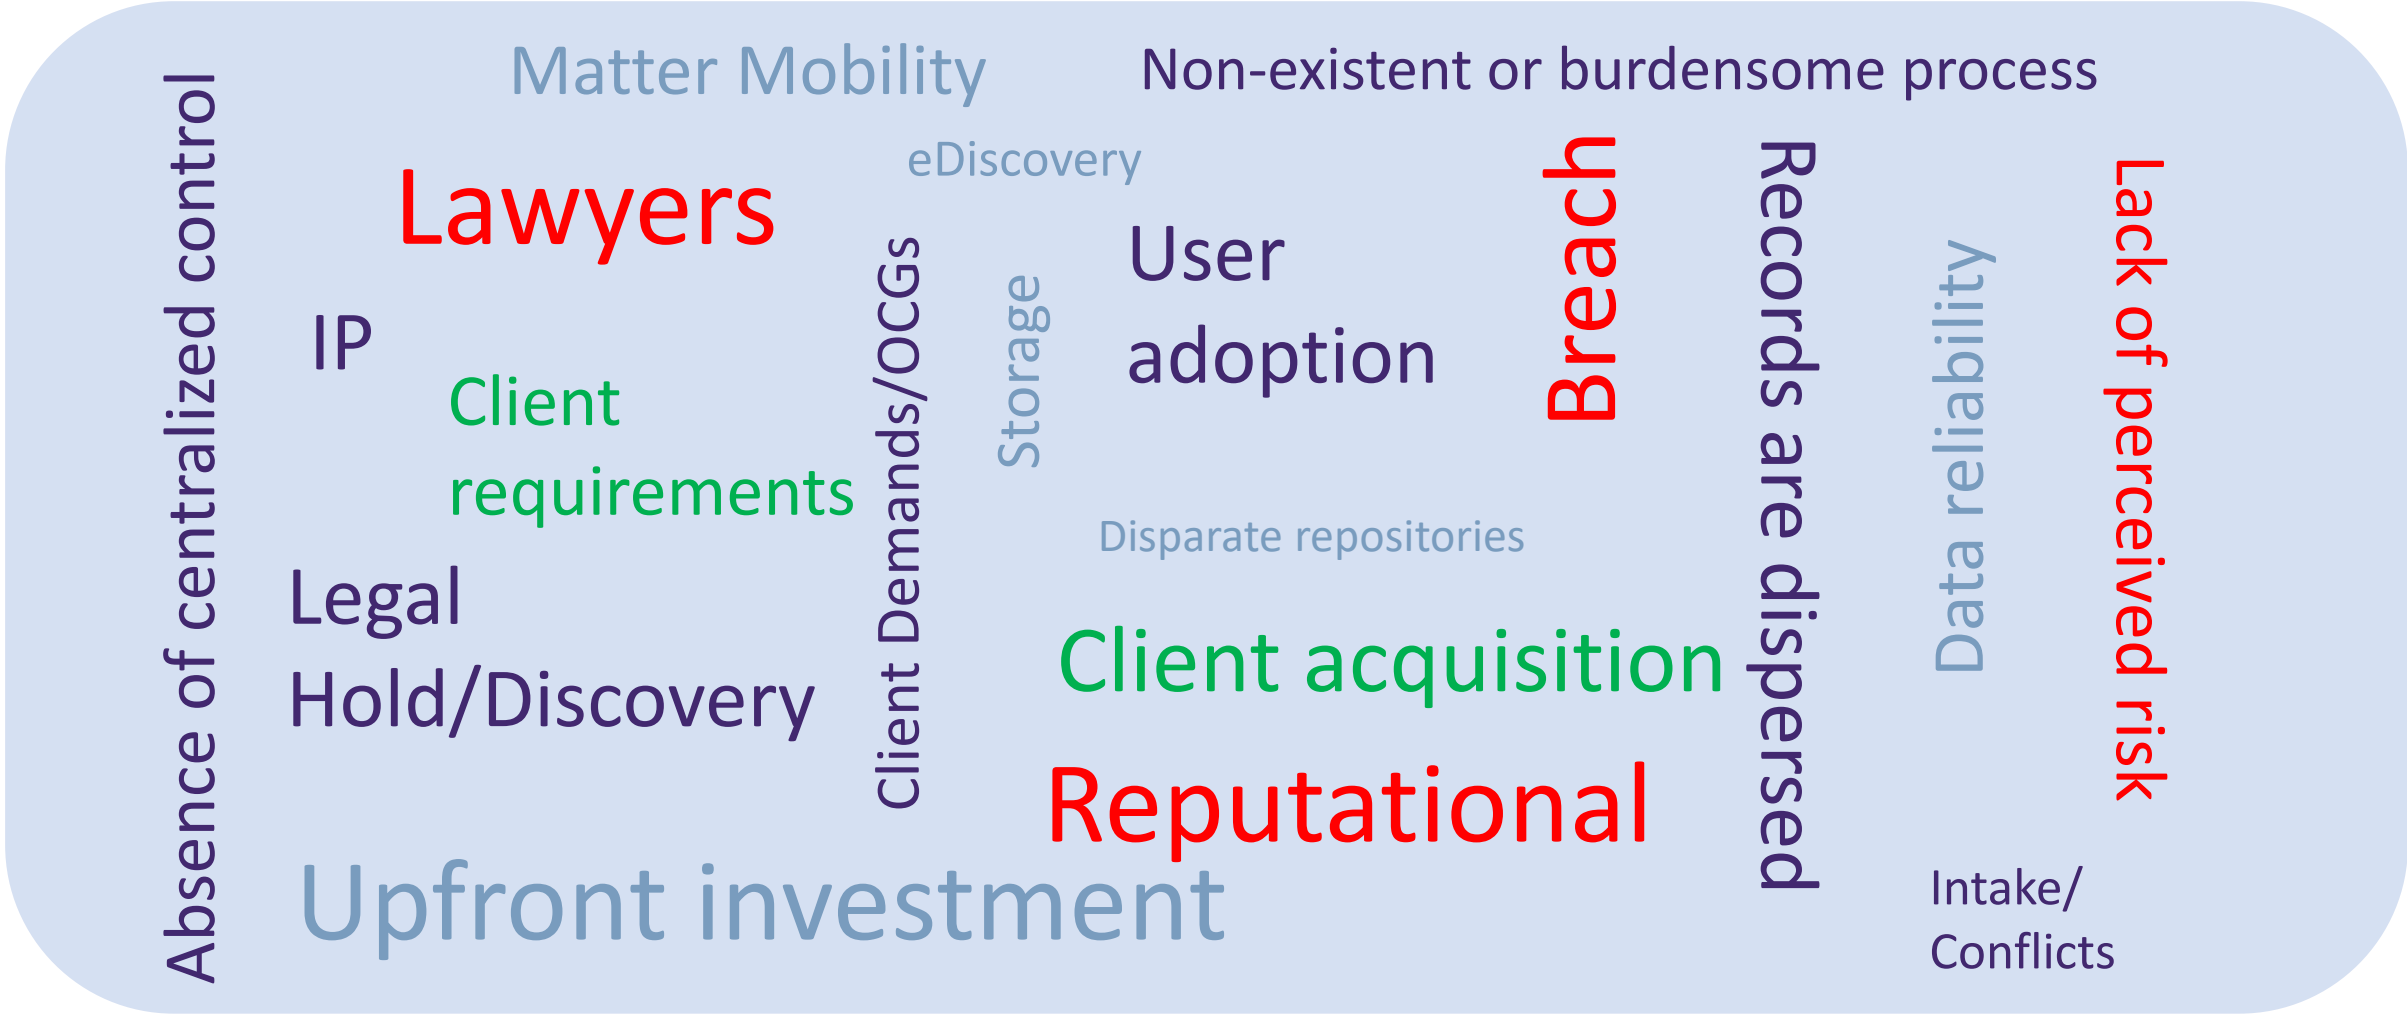 Absence of centralized control
Matter Mobility
Non-existent or burdensome process
eDiscovery
Lawyers
User
adoption
Breach
Records are dispersed
Lack of perceived risk
Data reliability
IP
Client
requirements
Client Demands/OCGs
Storage
Disparate repositories
Legal
Hold/Discovery
Client acquisition
Reputational
Upfront investment
Intake/
Conflicts